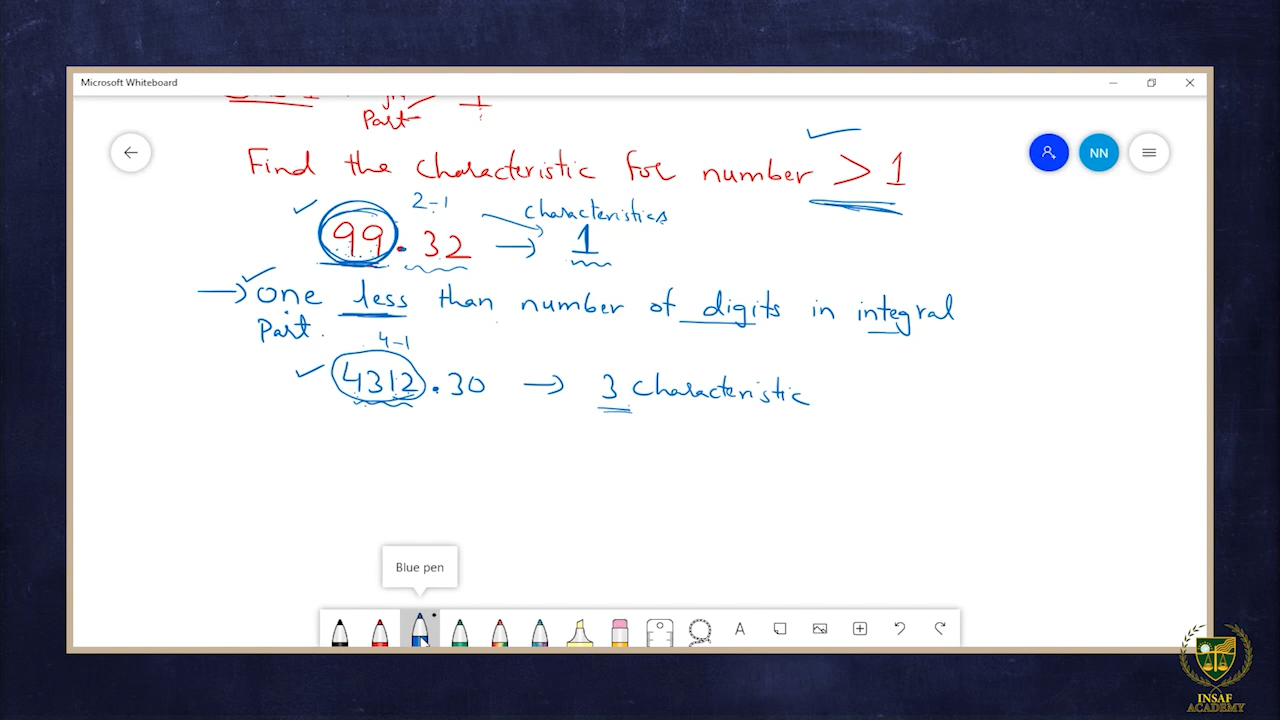 Microsoft Whiteboard
Part
Find the characteristic for number > 1
2-1
characteristics
99.32 → 1
NN
→ One less than number of digits in integral
Part.
4-1
4312.30 → 3 characteristic
Blue pen
A
INSAF
ACADEMY